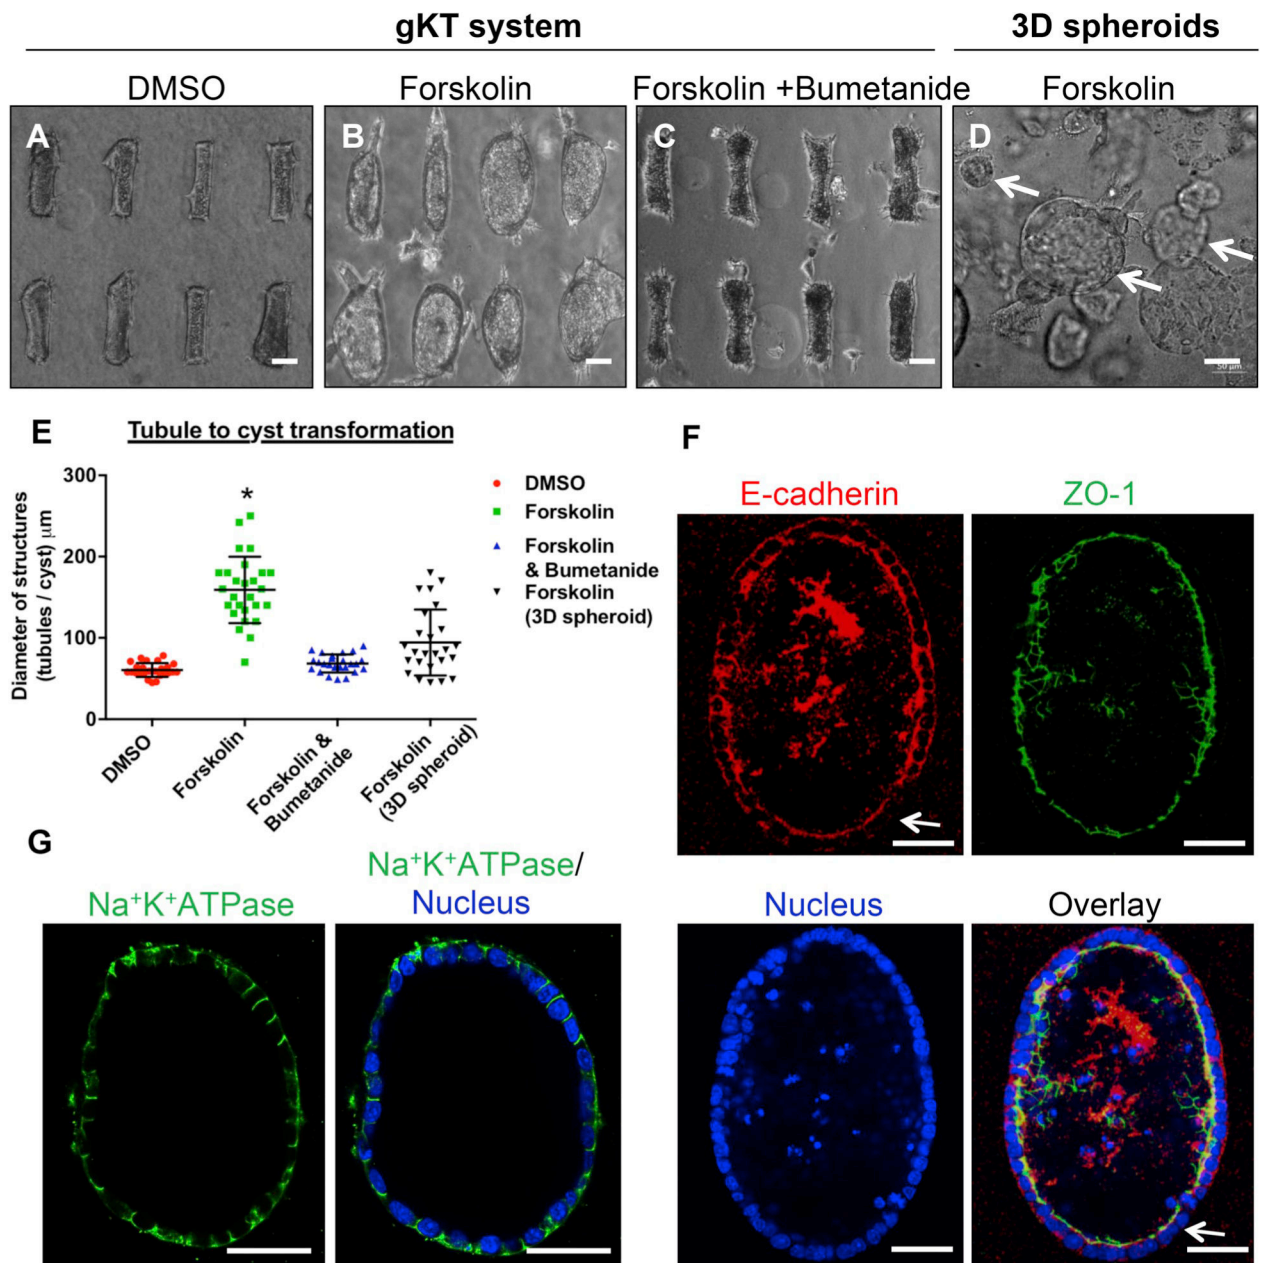 gKT system
3D spheroids
DMSO
Forskolin
Forskolin +Bumetanide
Forskolin
A
B
C
D
50 µm
E
Tubule to cyst transformation
Diameter of structures
(tubules / cyst) µm
300
200
100
0
*
DMSO
Forskolin
Forskolin &
Bumetanide
Forskolin
(3D spheroid)
DMSO
Forskolin
Forskolin
& Bumetanide
Forskolin
(3D spheroid)
F
E-cadherin
ZO-1
Nucleus
Overlay
G
Na⁺K⁺ATPase
Na⁺K⁺ATPase/
Nucleus